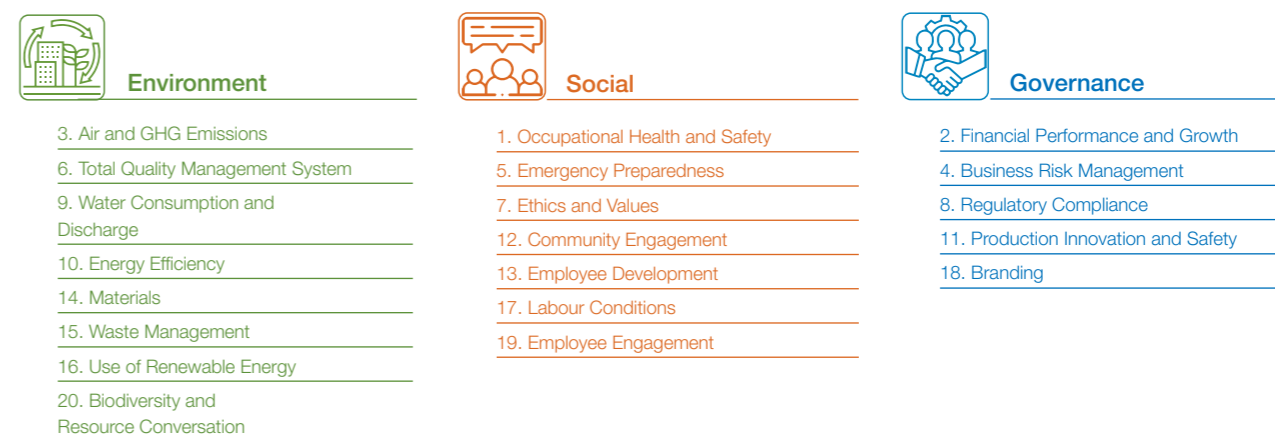 Environment
3. Air and GHG Emissions
6. Total Quality Management System
9. Water Consumption and
Discharge
10. Energy Efficiency
14. Materials
15. Waste Management
16. Use of Renewable Energy
20. Biodiversity and
Resource Conversation
Social
1. Occupational Health and Safety
5. Emergency Preparedness
7. Ethics and Values
12. Community Engagement
13. Employee Development
17. Labour Conditions
19. Employee Engagement
Governance
2. Financial Performance and Growth
4. Business Risk Management
8. Regulatory Compliance
11. Production Innovation and Safety
18. Branding